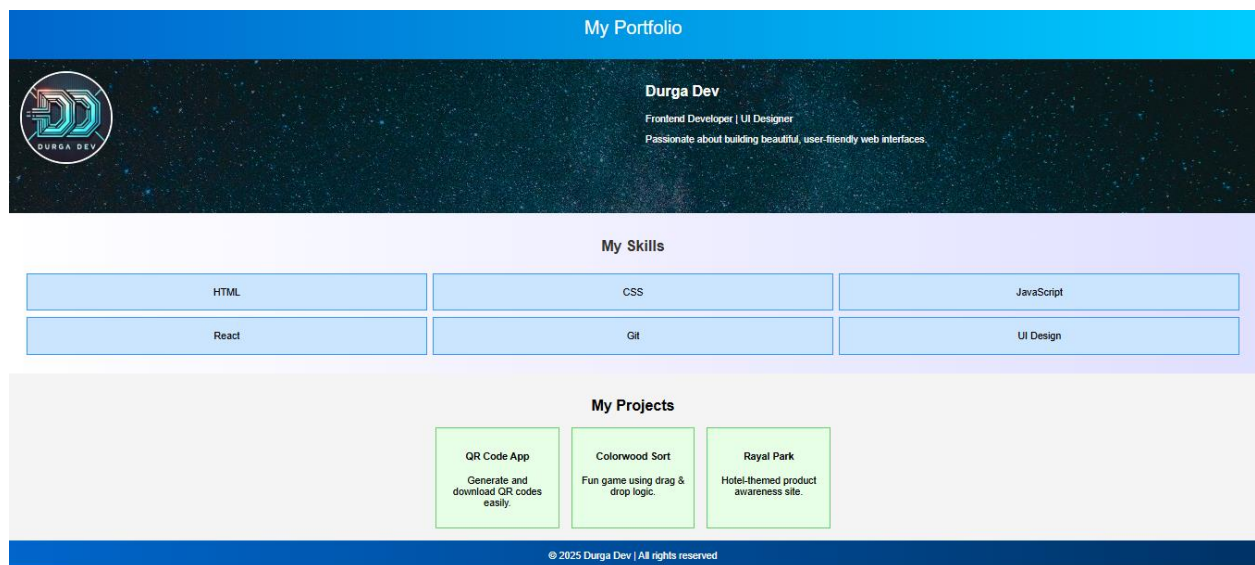 My Portfolio
DD
DURGA DEV
Durga Dev
Frontend Developer | UI Designer
Passionate about building beautiful, user-friendly web interfaces.
My Skills
HTML
CSS
JavaScript
React
Git
UI Design
My Projects
QR Code App
Generate and
download QR codes
easily.
Colorwood Sort
Fun game using drag &
drop logic.
Rayal Park
Hotel-themed product
awareness site.
© 2025 Durga Dev | All rights reserved